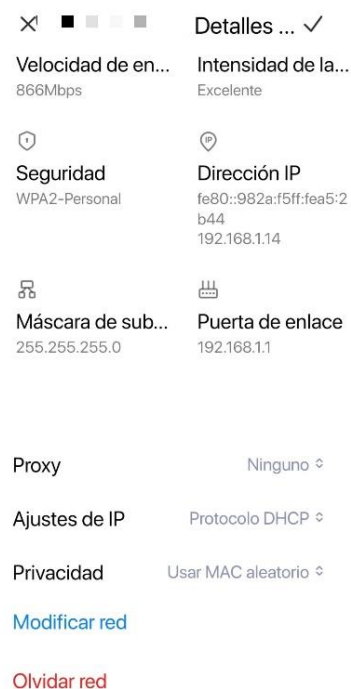 Detalles ...
Velocidad de en...
Intensidad de la...
866Mbps
Excelente
IP
Seguridad
Dirección IP
WPA2-Personal
fe80::982a:f5ff:fea5:2
b44
192.168.1.14
Máscara de sub...
Puerta de enlace
255.255.255.0
192.168.1.1
Proxy
Ninguno
Ajustes de IP
Protocolo DHCP
Privacidad
Usar MAC aleatorio
Modificar red
Olvidar red